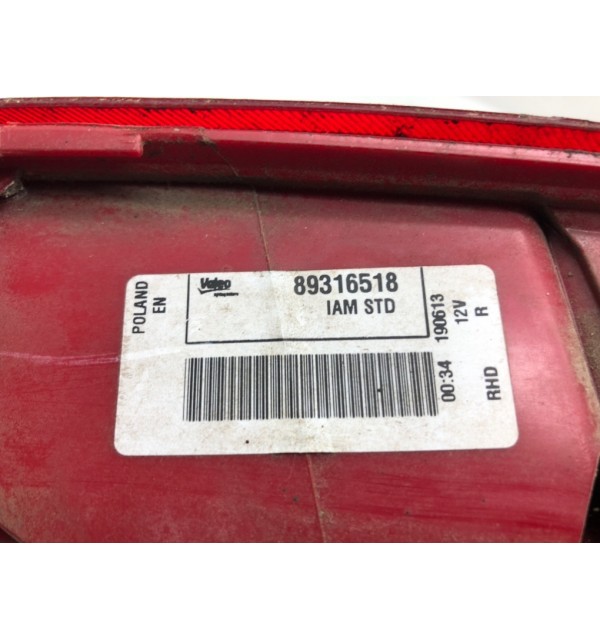 POLAND
EN
Valeo
89316518
IAM STD
00:34 190613
12V
RHD R